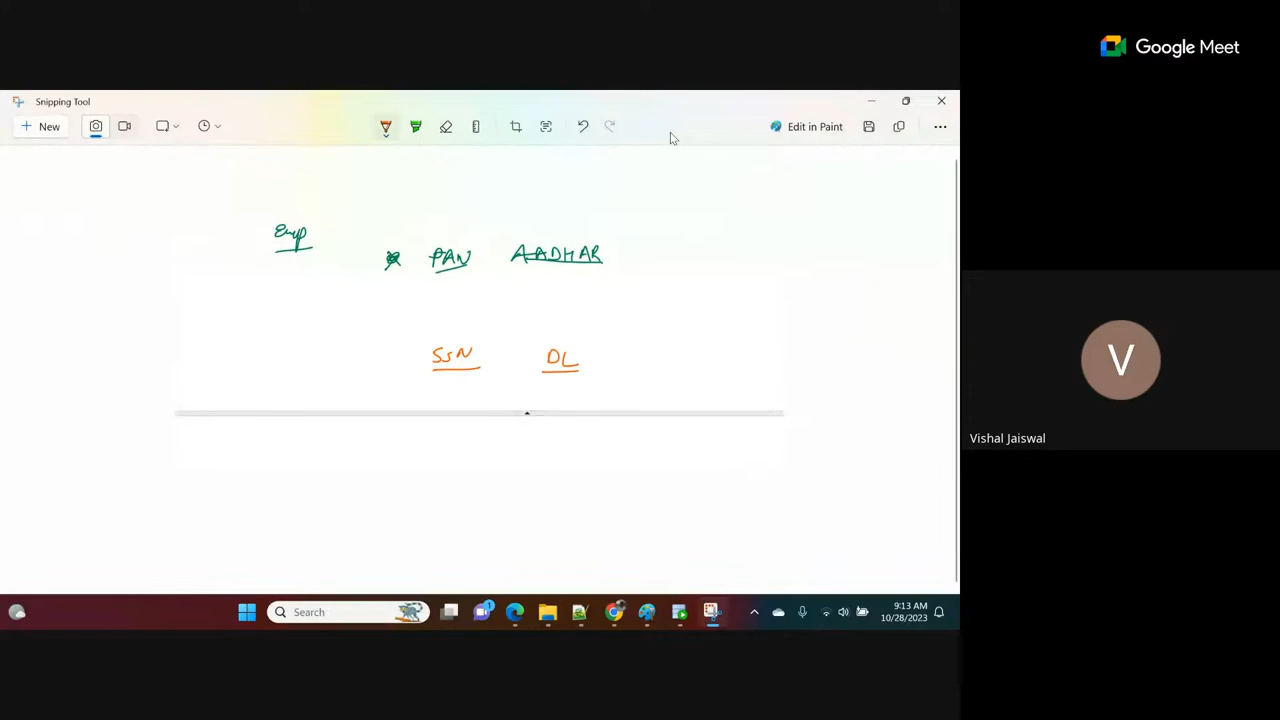 Google Meet
Snipping Tool
New
Edit in Paint
Emp
PAN AADHAR
SSN DL
V
Vishal Jaiswal
Search
1
9:13 AM
10/28/2023